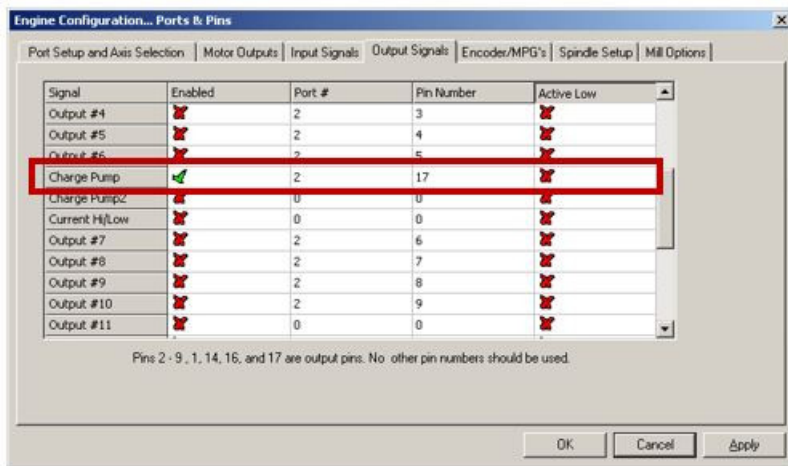 Engine Configuration... Ports & Pins
Port Setup and Axis Selection Motor Outputs Input Signals Output Signals Encoder/MPG's Spindle Setup Mill Options
Signal Enabled Port # Pin Number Active Low
Output #4 2 3
Output #5 2 4
Output #6 2 5
Charge Pump 2 17
Charge Pump2 0 0
Current Hi/Low 0 0
Output #7 2 6
Output #8 2 7
Output #9 2 8
Output #10 2 9
Output #11 0 0
Pins 2 - 9 , 1, 14, 16, and 17 are output pins. No other pin numbers should be used.
OK Cancel Apply